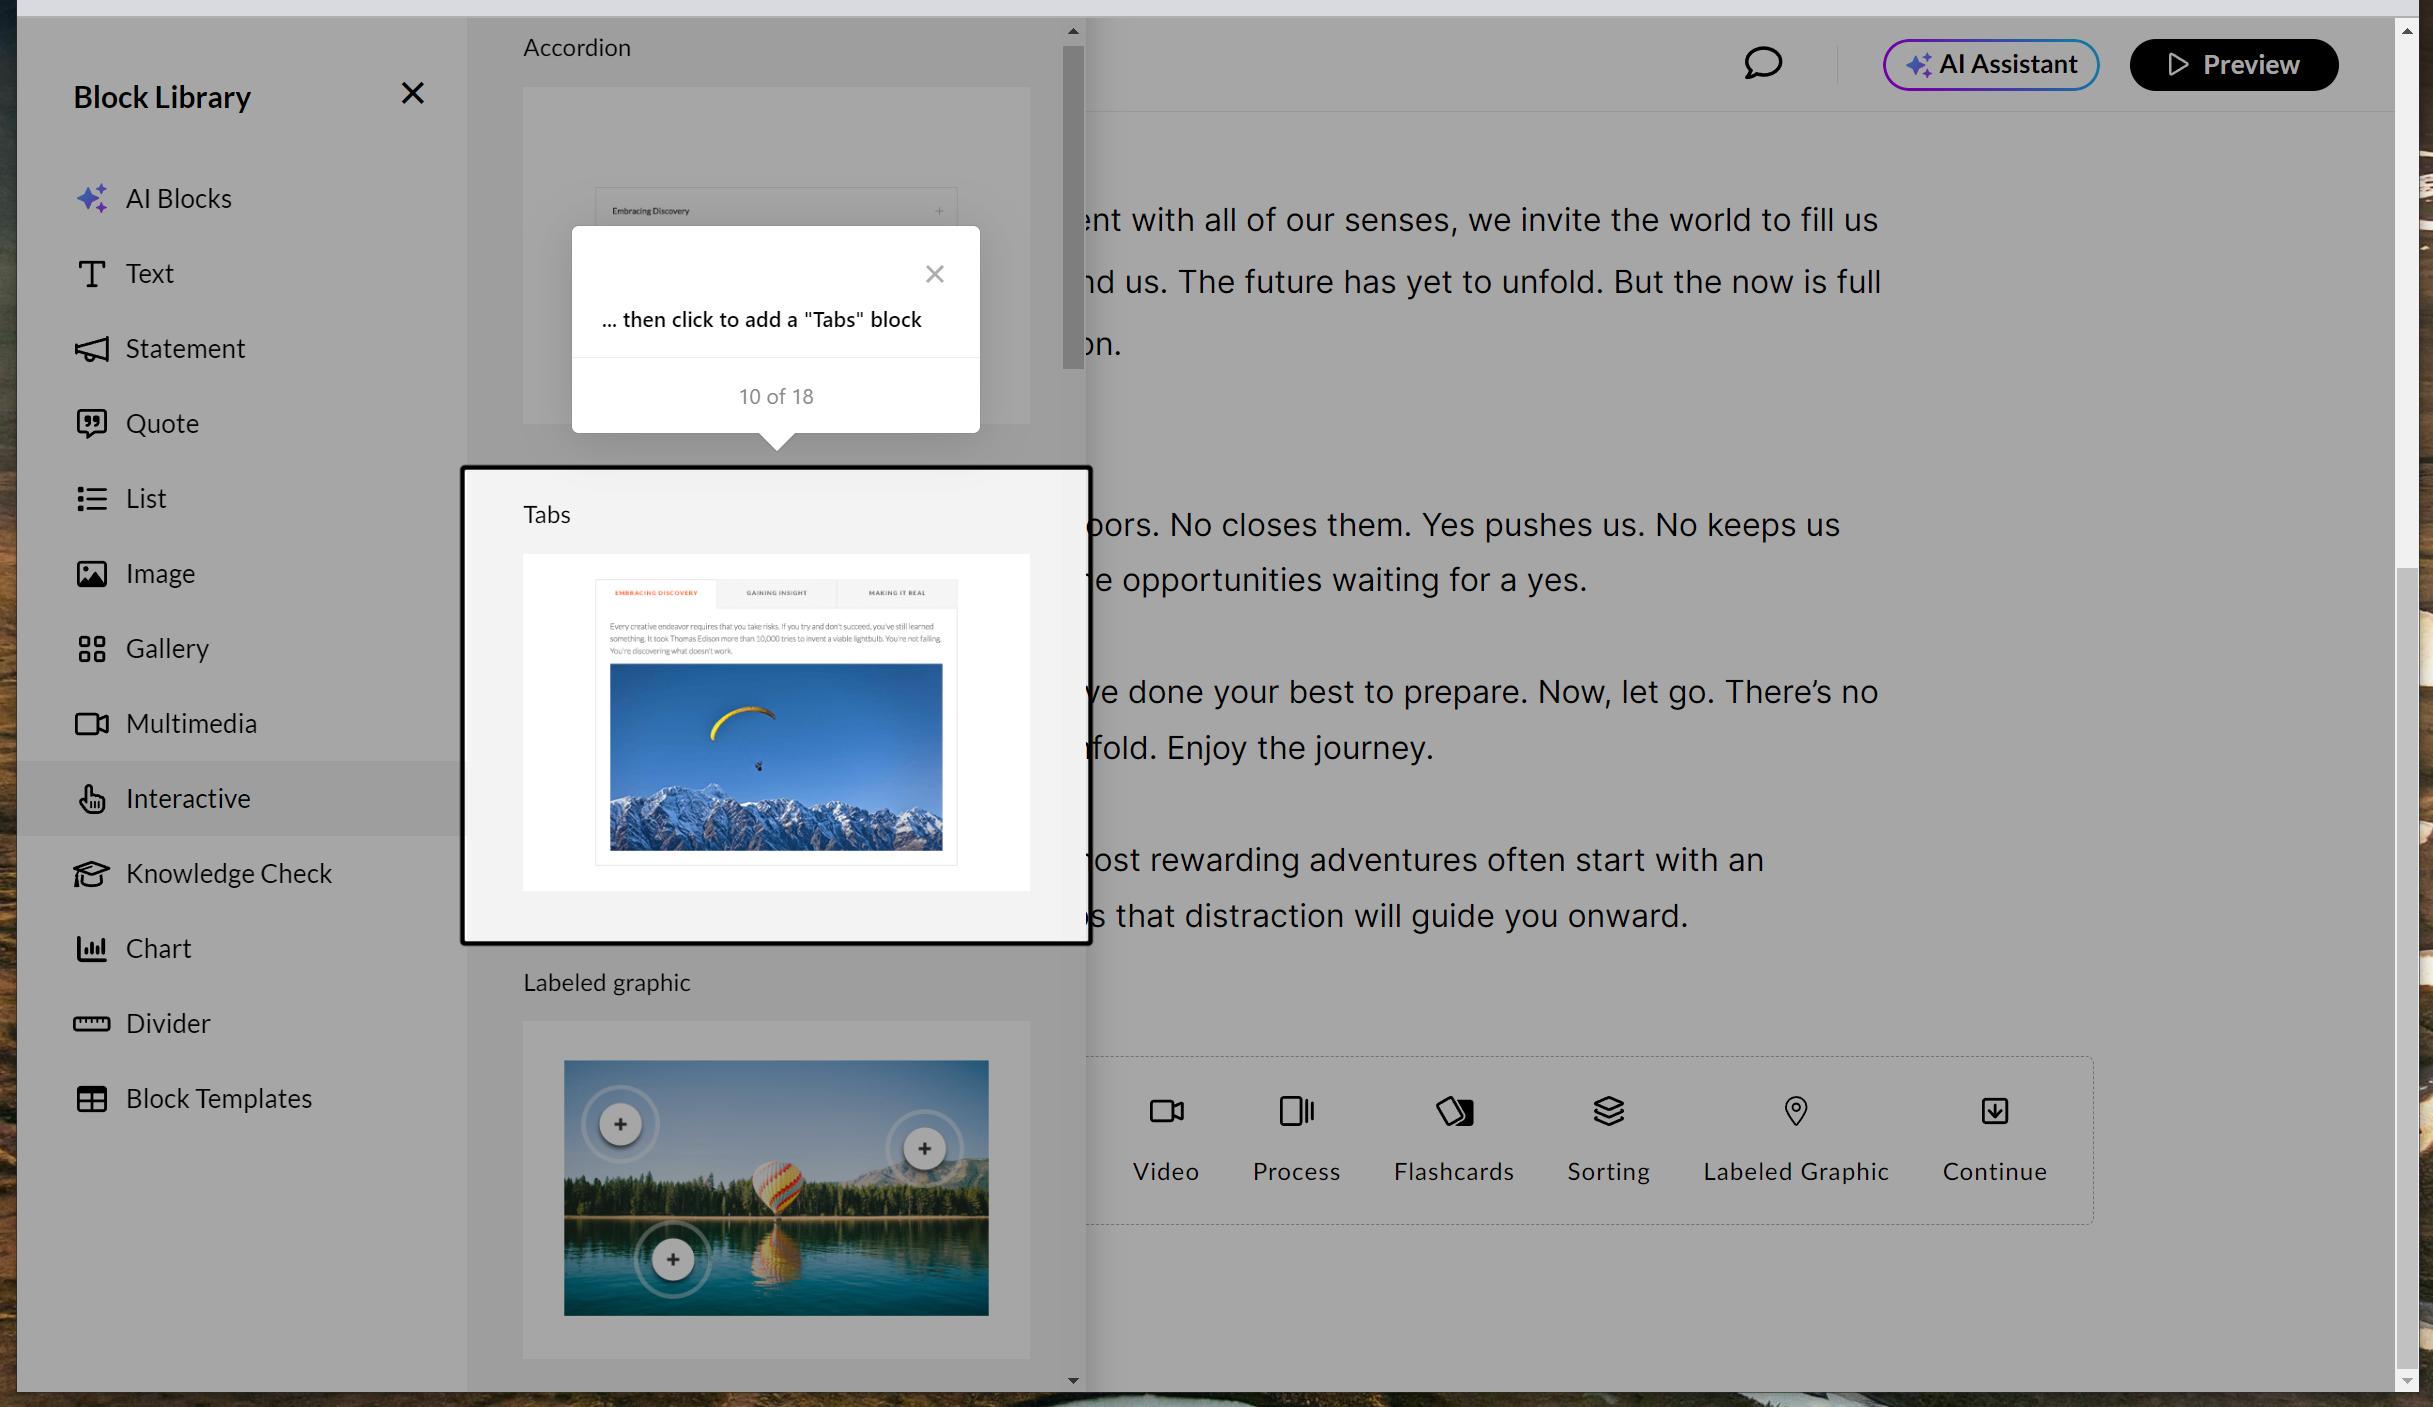 Block Library
AI Blocks
Text
Statement
Quote
List
Image
Gallery
Multimedia
Interactive
Knowledge Check
Chart
Divider
Block Templates
Accordion
Embracing Discovery
... then click to add a "Tabs" block
10 of 18
Tabs
EMBRACING DISCOVERY
GAINING INSIGHT
MAKING IT REAL
Every creative endeavor requires that you take risks. If you try and don't succeed, you've still learned
something. It took Thomas Edison more than 10,000 tries to invent a viable lightbulb. You're not failing.
You're discovering what doesn't work.
Labeled graphic
AI Assistant
Preview
with all of our senses, we invite the world to fill us
us. The future has yet to unfold. But the now is full
No closes them. Yes pushes us. No keeps us
opportunities waiting for a yes.
done your best to prepare. Now, let go. There’s no
Enjoy the journey.
rewarding adventures often start with an
that distraction will guide you onward.
Video
Process
Flashcards
Sorting
Labeled Graphic
Continue